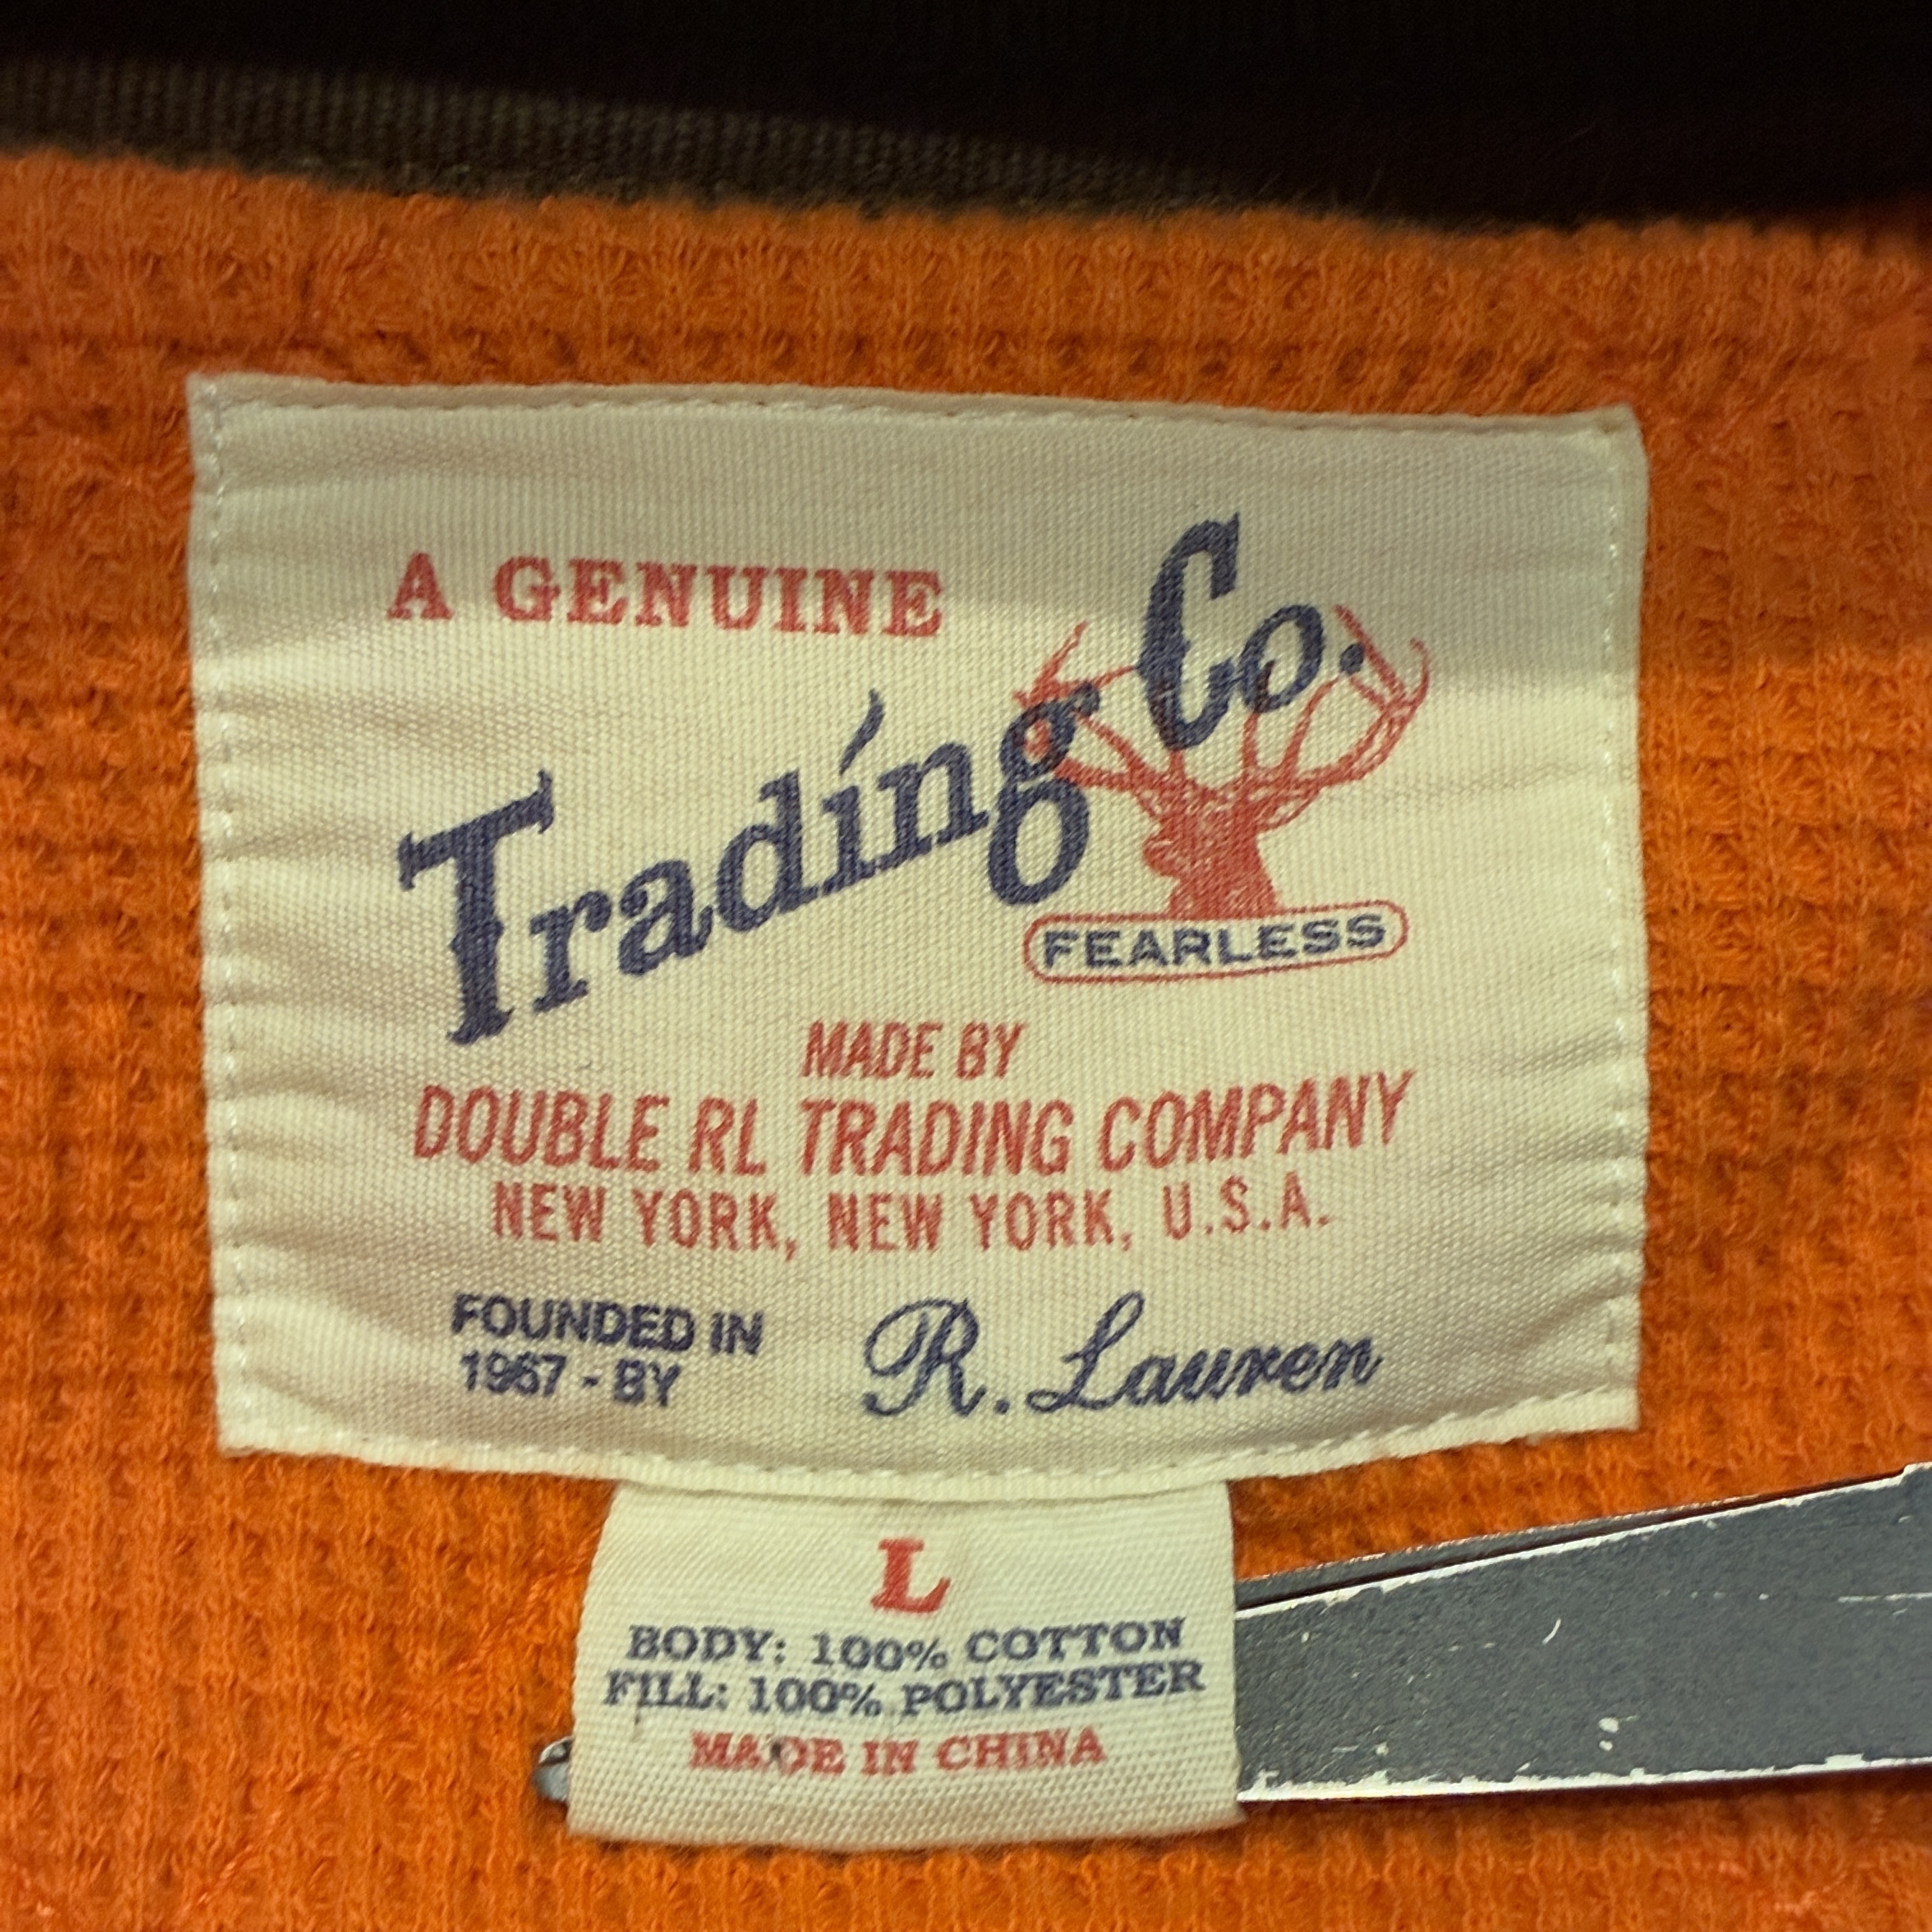 A GENUINE
Trading Co.
FEARLESS
MADE BY
DOUBLE RL TRADING COMPANY
NEW YORK, NEW YORK, U.S.A.
FOUNDED IN
1967 - BY
R. Lauren
L
BODY: 100% COTTON
FILL: 100% POLYESTER
MADE IN CHINA